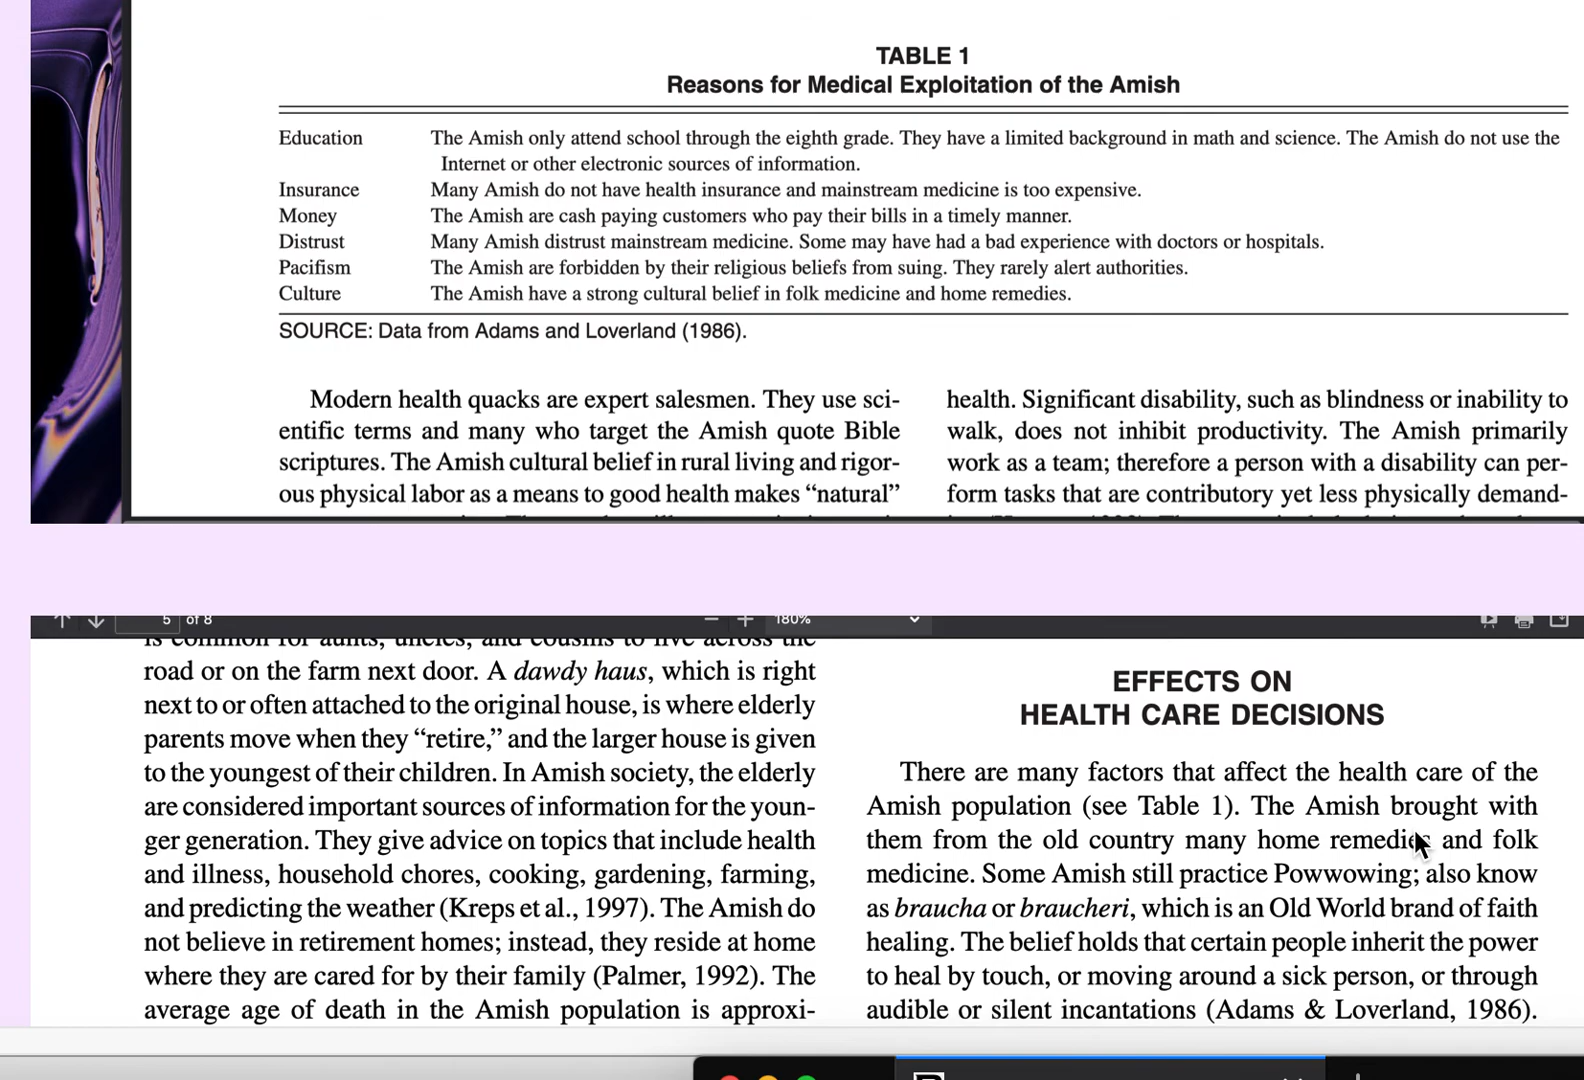 TABLE 1
Reasons for Medical Exploitation of the Amish
Education The Amish only attend school through the eighth grade. They have a limited background in math and science. The Amish do not use the
Internet or other electronic sources of information.
Insurance Many Amish do not have health insurance and mainstream medicine is too expensive.
Money The Amish are cash paying customers who pay their bills in a timely manner.
Distrust Many Amish distrust mainstream medicine. Some may have had a bad experience with doctors or hospitals.
Pacifism The Amish are forbidden by their religious beliefs from suing. They rarely alert authorities.
Culture The Amish have a strong cultural belief in folk medicine and home remedies.
SOURCE: Data from Adams and Loverland (1986).
Modern health quacks are expert salesmen. They use sci-
entific terms and many who target the Amish quote Bible
scriptures. The Amish cultural belief in rural living and rigor-
ous physical labor as a means to good health makes “natural”
health. Significant disability, such as blindness or inability to
walk, does not inhibit productivity. The Amish primarily
work as a team; therefore a person with a disability can per-
form tasks that are contributory yet less physically demand-
5 of 8
180%
is common for aunts, uncles, and cousins to live across the
road or on the farm next door. A dawdy haus, which is right
next to or often attached to the original house, is where elderly
parents move when they “retire,” and the larger house is given
to the youngest of their children. In Amish society, the elderly
are considered important sources of information for the youn-
ger generation. They give advice on topics that include health
and illness, household chores, cooking, gardening, farming,
and predicting the weather (Kreps et al., 1997). The Amish do
not believe in retirement homes; instead, they reside at home
where they are cared for by their family (Palmer, 1992). The
average age of death in the Amish population is approxi-
EFFECTS ON
HEALTH CARE DECISIONS
There are many factors that affect the health care of the
Amish population (see Table 1). The Amish brought with
them from the old country many home remedies and folk
medicine. Some Amish still practice Powwowing; also know
as braucha or braucheri, which is an Old World brand of faith
healing. The belief holds that certain people inherit the power
to heal by touch, or moving around a sick person, or through
audible or silent incantations (Adams & Loverland, 1986).